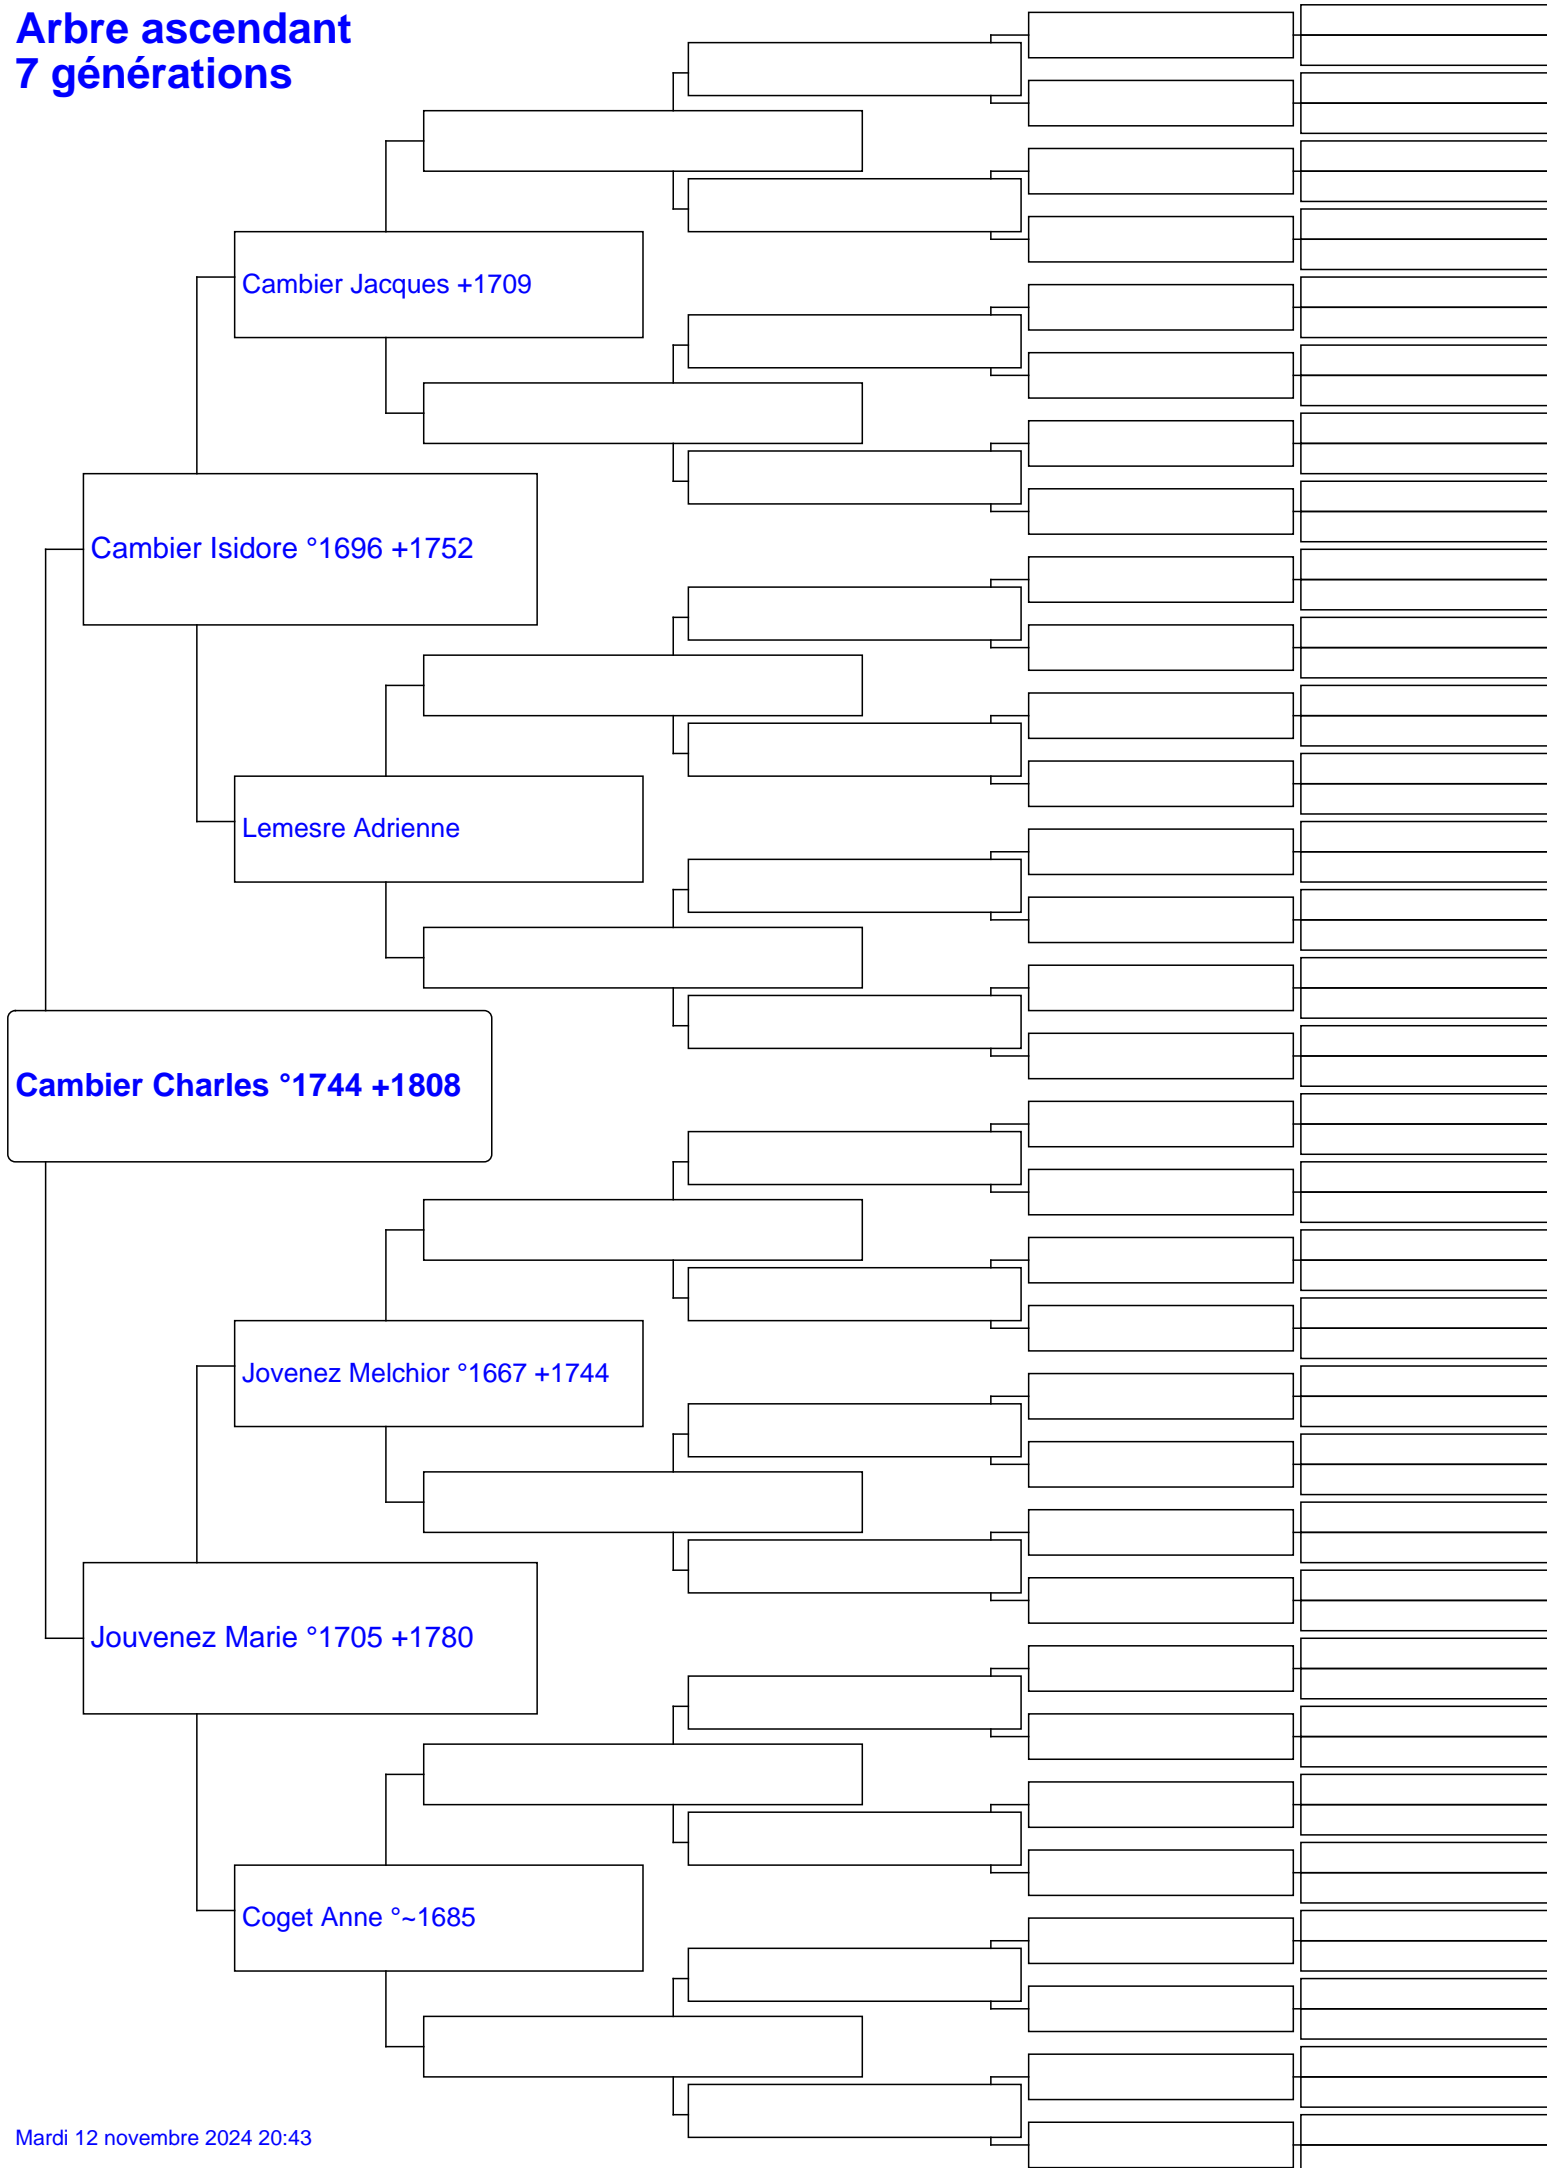 Arbre ascendant
7 générations
Cambier Jacques +1709
Cambier Isidore °1696 +1752
Lemesre Adrienne
Cambier Charles °1744 +1808
Jovenez Melchior °1667 +1744
Jouvenez Marie °1705 +1780
Coget Anne °~1685
Mardi 12 novembre 2024 20:43